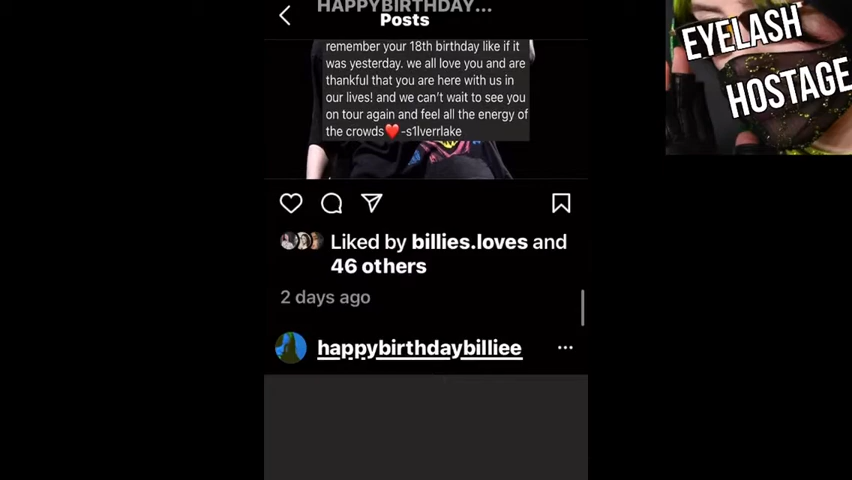 HAPPYBIRTHDAY...
Posts
remember your 18th birthday like if it
was yesterday. we all love you and are
thankful that you are here with us in
our lives! and we can't wait to see you
on tour again and feel all the energy of
the crowds❤️-s1lverrlake
Liked by billies.loves and
46 others
2 days ago
happybirthdaybilliee
EYELASH
HOSTAGE